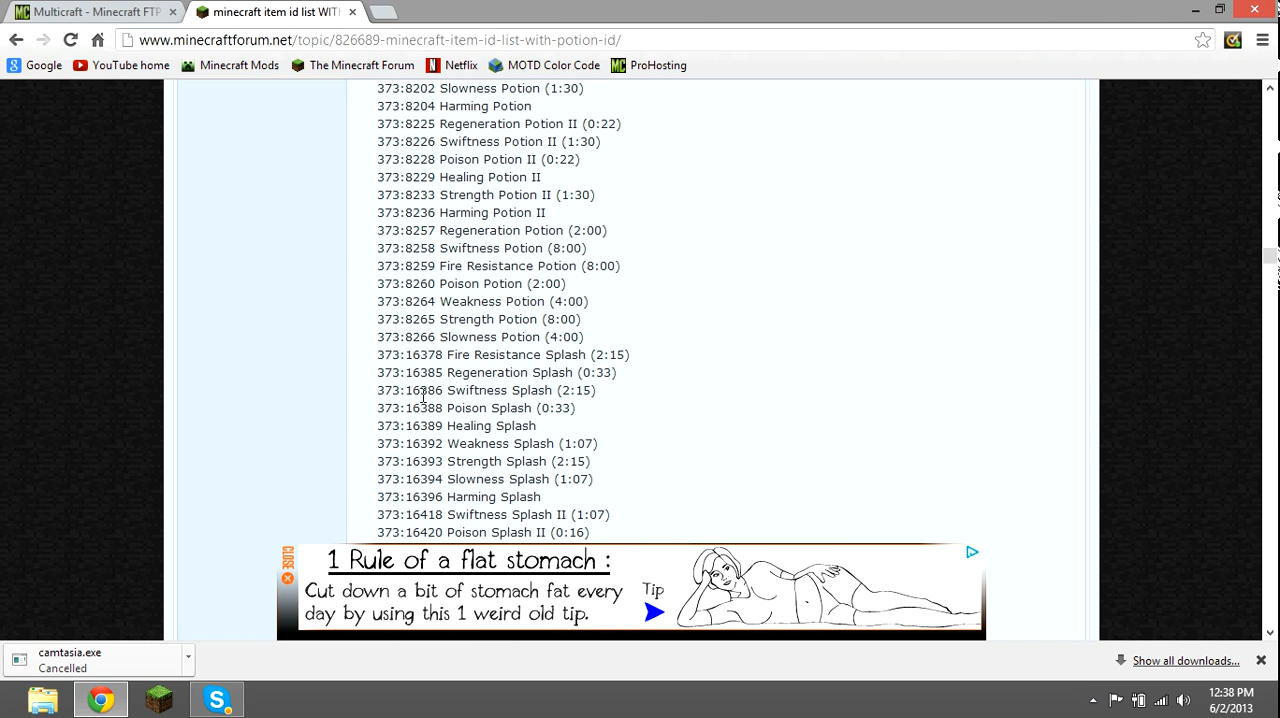 Multicraft - Minecraft FTP
minecraft item id list WITH
www.minecraftforum.net/topic/826689-minecraft-item-id-list-with-potion-id/
Google
YouTube home
Minecraft Mods
The Minecraft Forum
Netflix
MOTD Color Code
ProHosting
373:8202 Slowness Potion (1:30)
373:8204 Harming Potion
373:8225 Regeneration Potion II (0:22)
373:8226 Swiftness Potion II (1:30)
373:8228 Poison Potion II (0:22)
373:8229 Healing Potion II
373:8233 Strength Potion II (1:30)
373:8236 Harming Potion II
373:8257 Regeneration Potion (2:00)
373:8258 Swiftness Potion (8:00)
373:8259 Fire Resistance Potion (8:00)
373:8260 Poison Potion (2:00)
373:8264 Weakness Potion (4:00)
373:8265 Strength Potion (8:00)
373:8266 Slowness Potion (4:00)
373:16378 Fire Resistance Splash (2:15)
373:16385 Regeneration Splash (0:33)
373:16386 Swiftness Splash (2:15)
373:16388 Poison Splash (0:33)
373:16389 Healing Splash
373:16392 Weakness Splash (1:07)
373:16393 Strength Splash (2:15)
373:16394 Slowness Splash (1:07)
373:16396 Harming Splash
373:16418 Swiftness Splash II (1:07)
373:16420 Poison Splash II (0:16)
CLOSE
1 Rule of a flat stomach :
Cut down a bit of stomach fat every
day by using this 1 weird old tip.
Tip
camtasia.exe
Cancelled
Show all downloads...
12:38 PM
6/2/2013